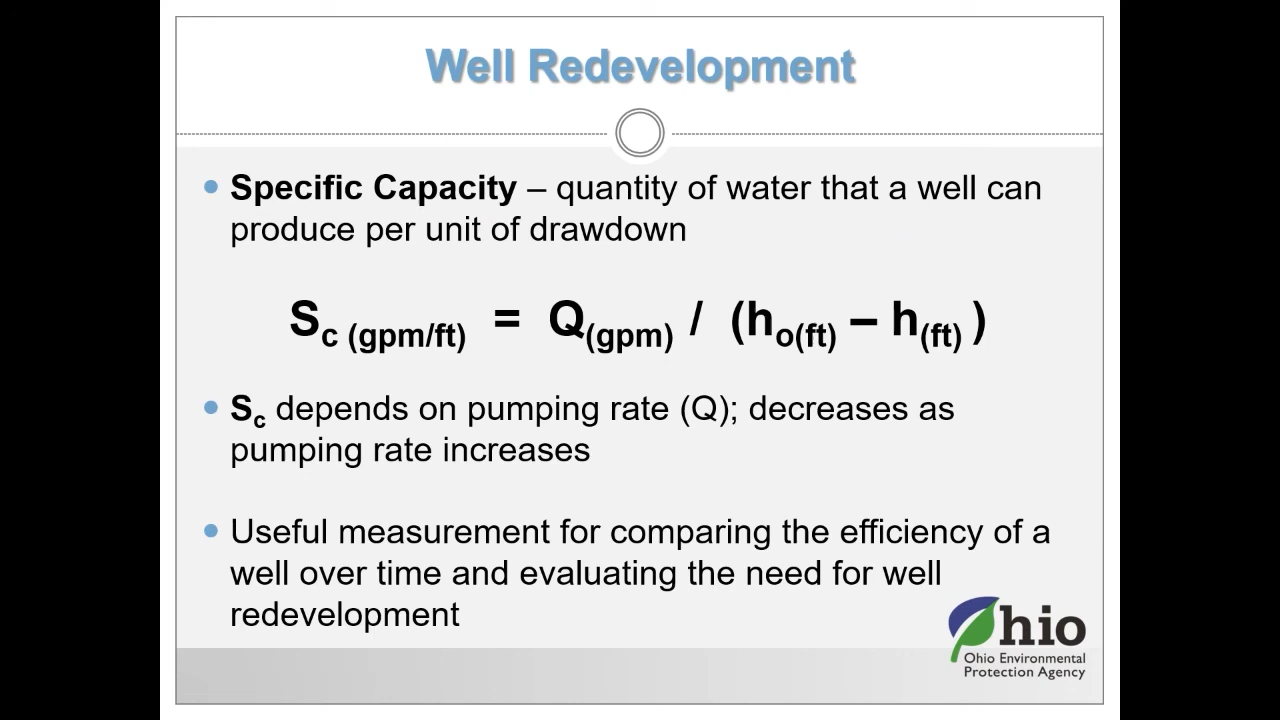 Well Redevelopment
• Specific Capacity – quantity of water that a well can
produce per unit of drawdown
Sc (gpm/ft) = Q(gpm) / (ho(ft) – h(ft) )
• Sc depends on pumping rate (Q); decreases as
pumping rate increases
• Useful measurement for comparing the efficiency of a
well over time and evaluating the need for well
redevelopment
Ohio
Ohio Environmental
Protection Agency